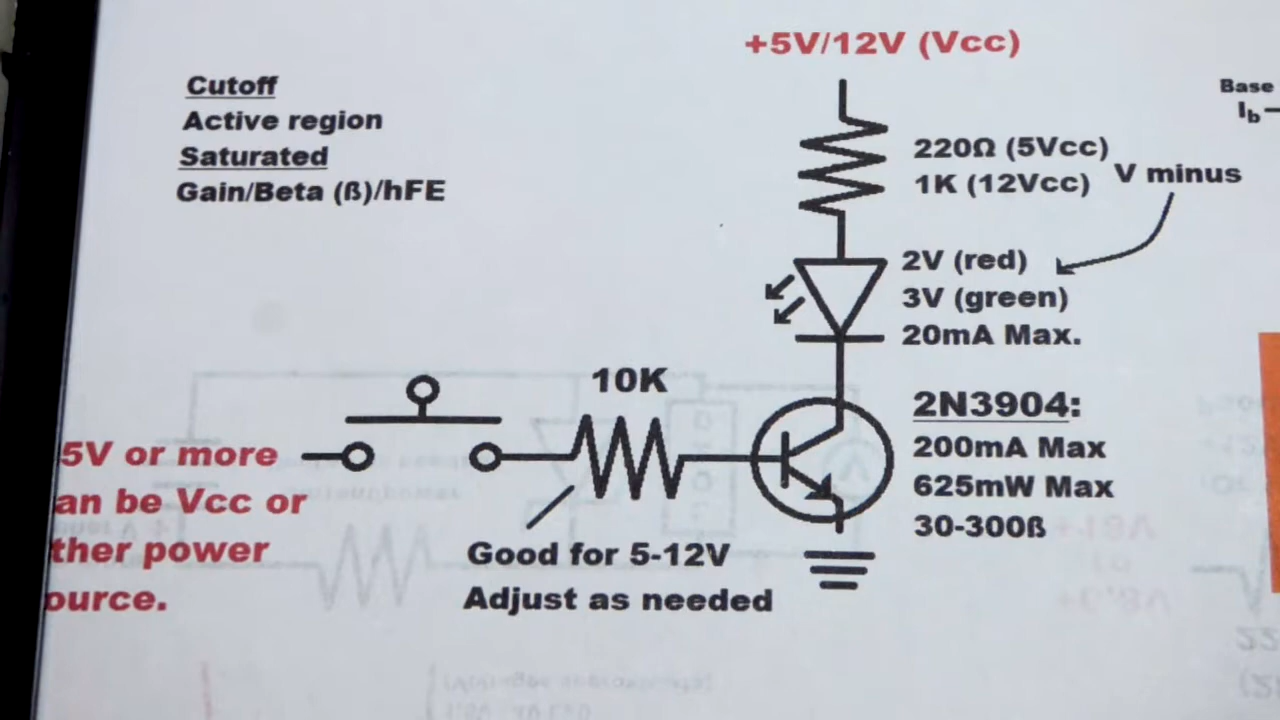 +5V/12V (Vcc)
Cutoff
Active region
Saturated
Gain/Beta (ß)/hFE
Base
Ib
220Ω (5Vcc)
1K (12Vcc)
V minus
2V (red)
3V (green)
20mA Max.
10K
2N3904:
200mA Max
625mW Max
30-300ß
5V or more
an be Vcc or
ther power
ource.
Good for 5-12V
Adjust as needed